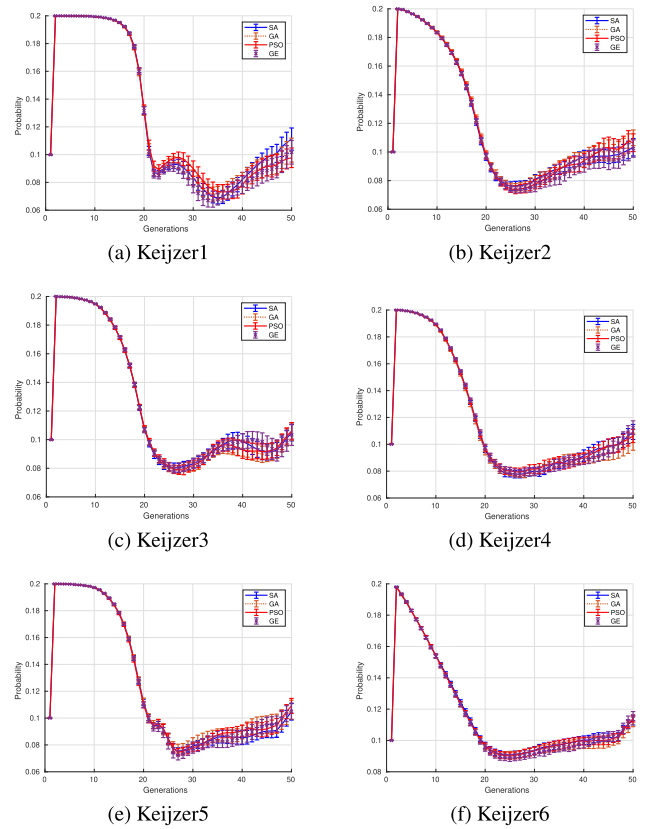 0.2
0.18
0.16
0.14
0.12
0.1
0.08
0.06
Probability
0 10 20 30 40 50
Generations
SA
GA
PSO
GE
(a) Keijzer1
0.2
0.18
0.16
0.14
0.12
0.1
0.08
0.06
Probability
0 10 20 30 40 50
Generations
SA
GA
PSO
GE
(b) Keijzer2
0.2
0.18
0.16
0.14
0.12
0.1
0.08
0.06
Probability
0 10 20 30 40 50
Generations
SA
GA
PSO
GE
(c) Keijzer3
0.2
0.18
0.16
0.14
0.12
0.1
0.08
0.06
Probability
0 10 20 30 40 50
Generations
SA
GA
PSO
GE
(d) Keijzer4
0.2
0.18
0.16
0.14
0.12
0.1
0.08
0.06
Probability
0 10 20 30 40 50
Generations
SA
GA
PSO
GE
(e) Keijzer5
0.2
0.18
0.16
0.14
0.12
0.1
0.08
Probability
0 10 20 30 40 50
Generations
SA
GA
PSO
GE
(f) Keijzer6